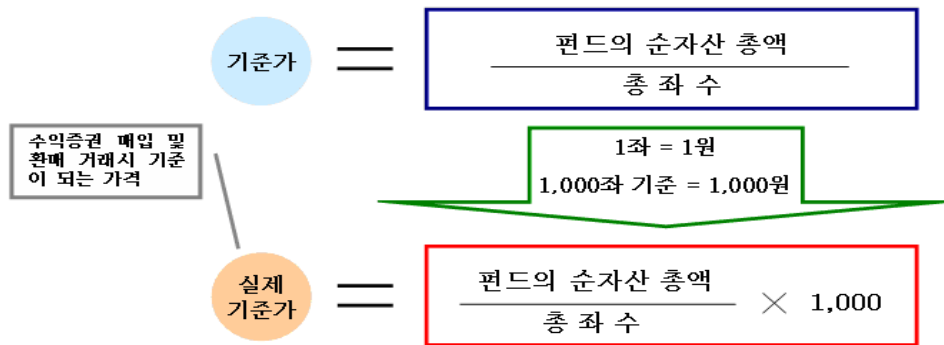 기준가
펀드의 순자산 총액
총 좌 수
수익증권 매입 및
환매 거래시 기준
이 되는 가격
1좌 = 1원
1,000좌 기준 = 1,000원
실제
기준가
펀드의 순자산 총액
총 좌 수
× 1,000